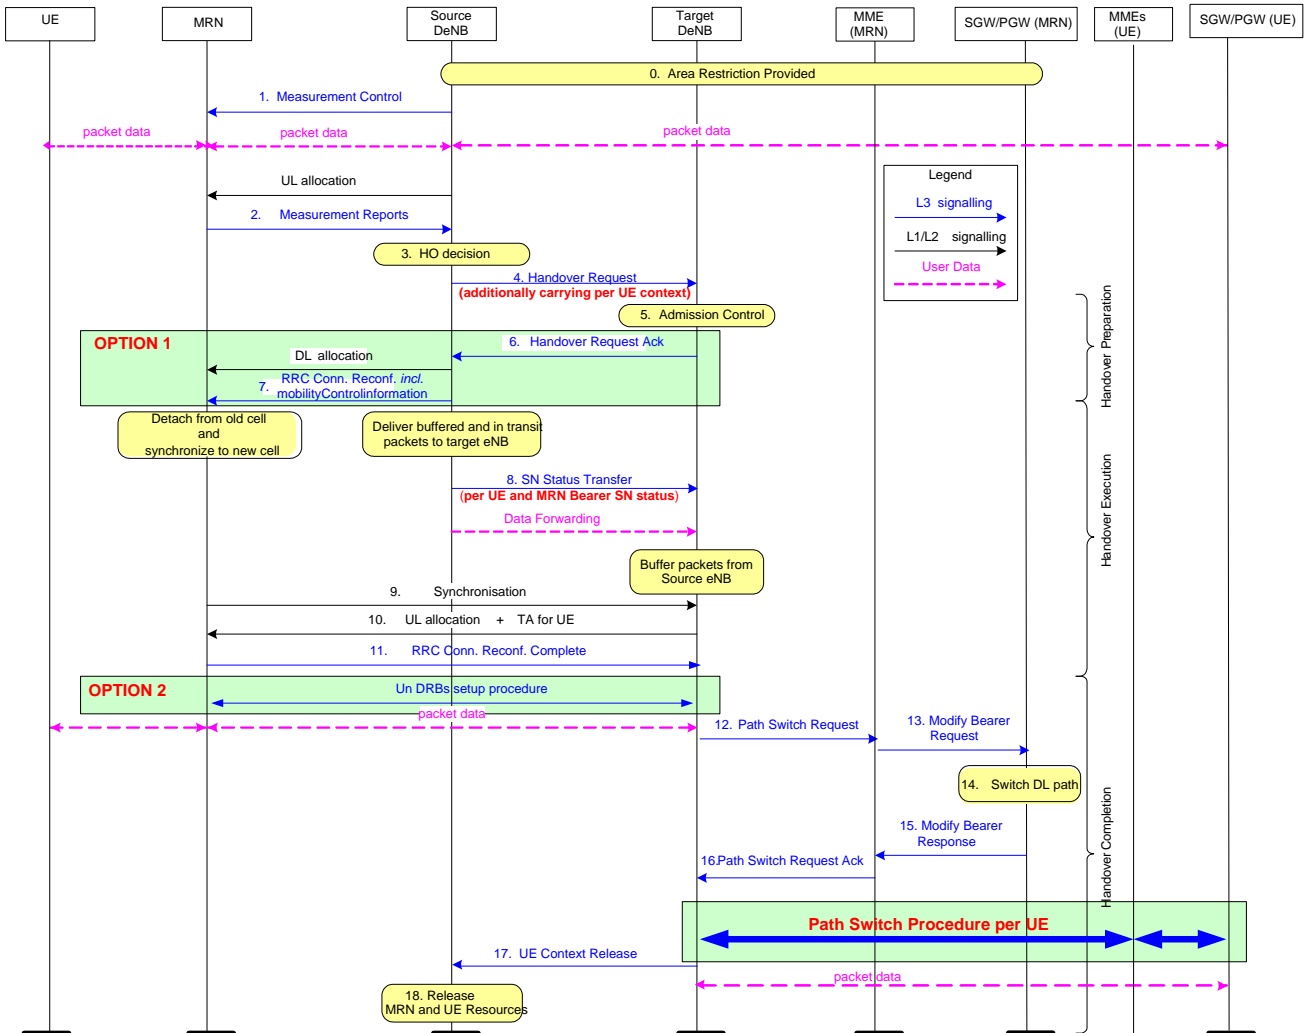 UE
MRN
Source
DeNB
Target
DeNB
MME
(MRN)
SGW/PGW (MRN)
MMEs
(UE)
SGW/PGW (UE)
0. Area Restriction Provided
1. Measurement Control
packet data
packet data
packet data
Legend
L3 signalling
L1/L2 signalling
User Data
UL allocation
2. Measurement Reports
3. HO decision
4. Handover Request
(additionally carrying per UE context)
5. Admission Control
Handover Preparation
OPTION 1
6. Handover Request Ack
DL allocation
7. RRC Conn. Reconf. incl.
mobilityControlinformation
Detach from old cell
and
synchronize to new cell
Deliver buffered and in transit
packets to target eNB
8. SN Status Transfer
(per UE and MRN Bearer SN status)
Data Forwarding
Handover Execution
Buffer packets from
Source eNB
9. Synchronisation
10. UL allocation + TA for UE
11. RRC Conn. Reconf. Complete
OPTION 2
Un DRBs setup procedure
packet data
12. Path Switch Request
13. Modify Bearer
Request
14. Switch DL path
15. Modify Bearer
Response
16.Path Switch Request Ack
Handover Completion
Path Switch Procedure per UE
17. UE Context Release
packet data
18. Release
MRN and UE Resources